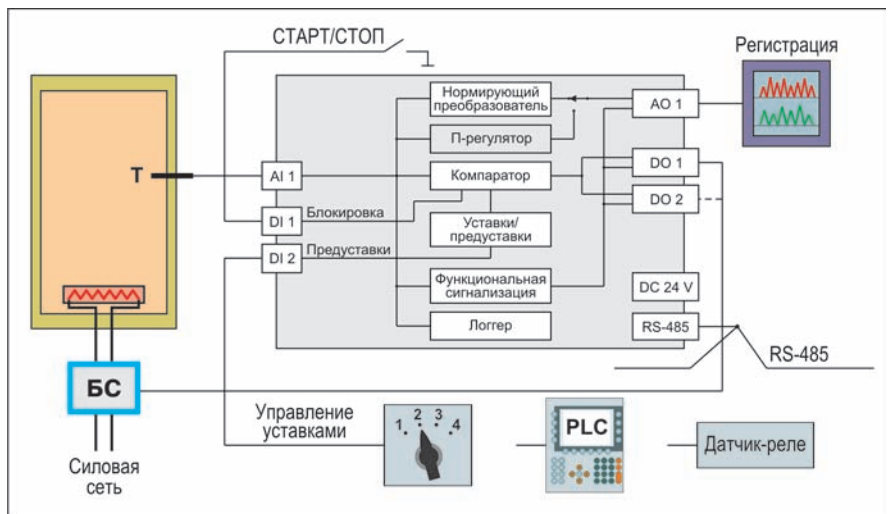 СТАРТ/СТОП
Регистрация
Нормирующий
преобразователь
АО 1
П-регулятор
Т
AI 1
Компаратор
DO 1
DO 2
DI 1
Блокировка
Уставки/
предуставки
DI 2
Предуставки
Функциональная
сигнализация
DC 24 V
Логгер
RS-485
RS-485
БС
Управление
уставками
1
2
3
4
PLC
Датчик-реле
Силовая
сеть